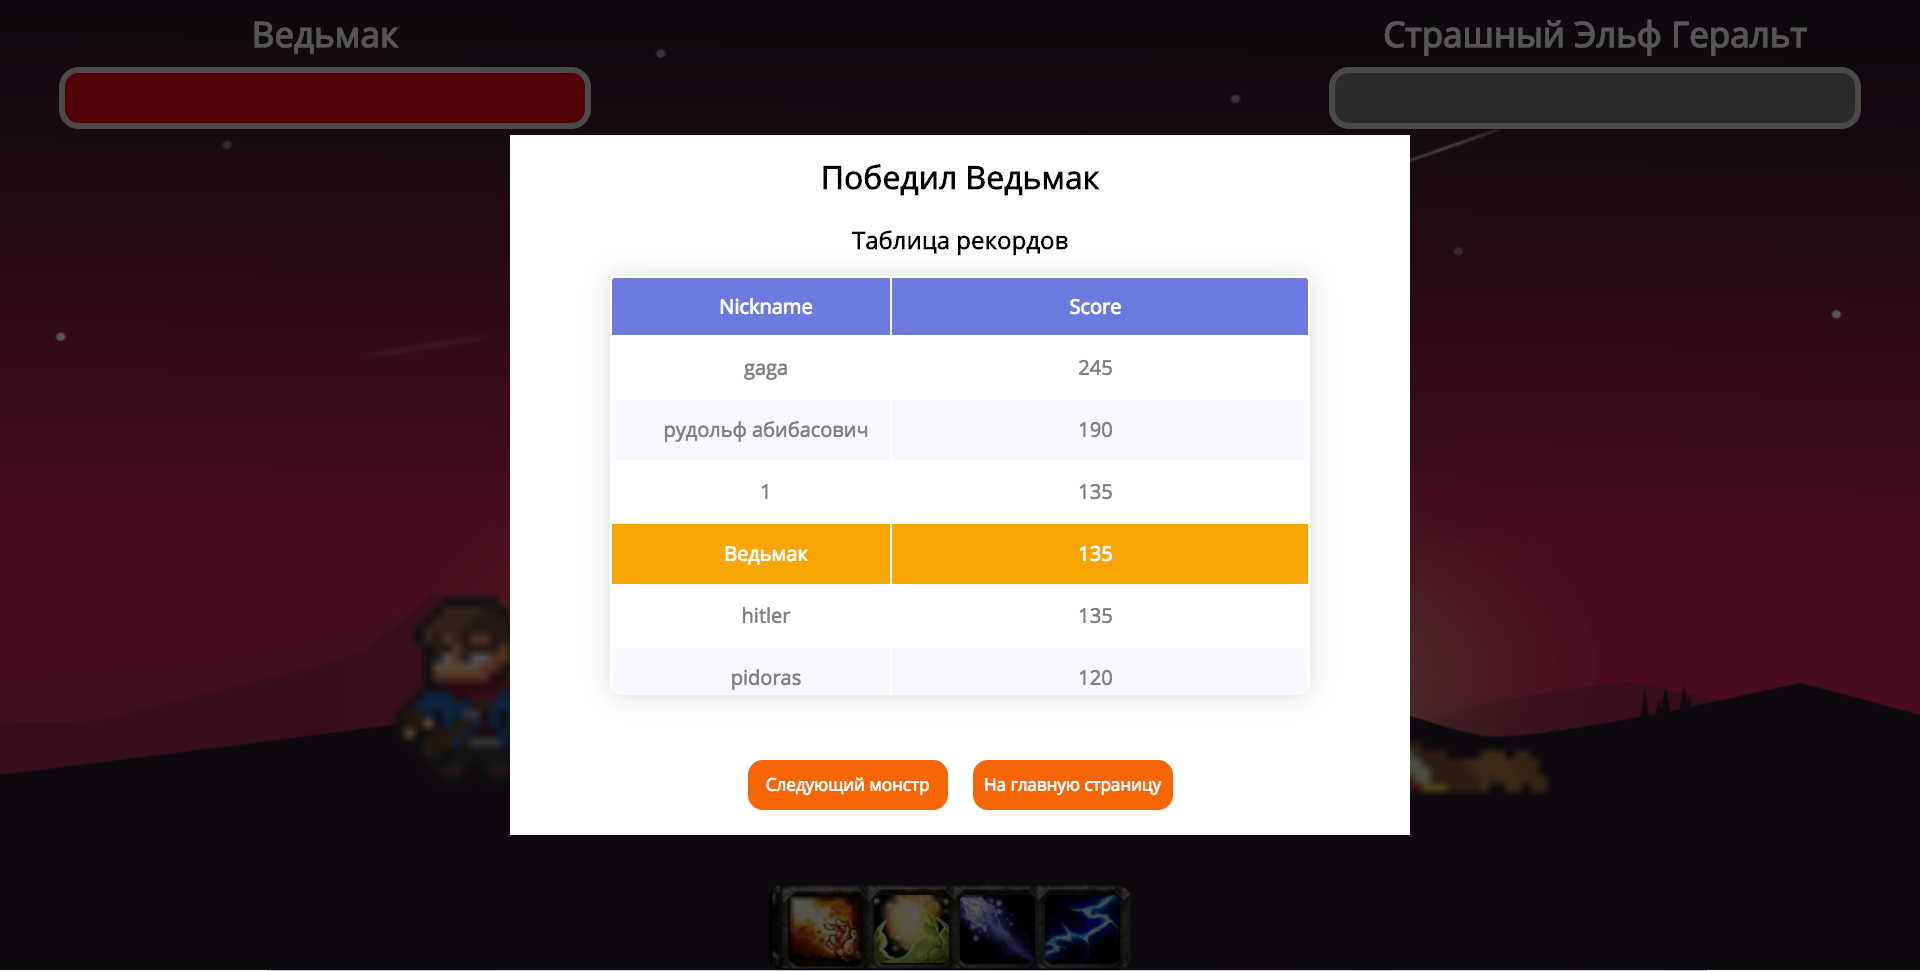 Ведьмак
Страшный Эльф Геральт
Победил Ведьмак
Таблица рекордов
Nickname Score
gaga 245
рудольф абибасович 190
1 135
Ведьмак 135
hitler 135
pidoras 120
Следующий монстр
На главную страницу